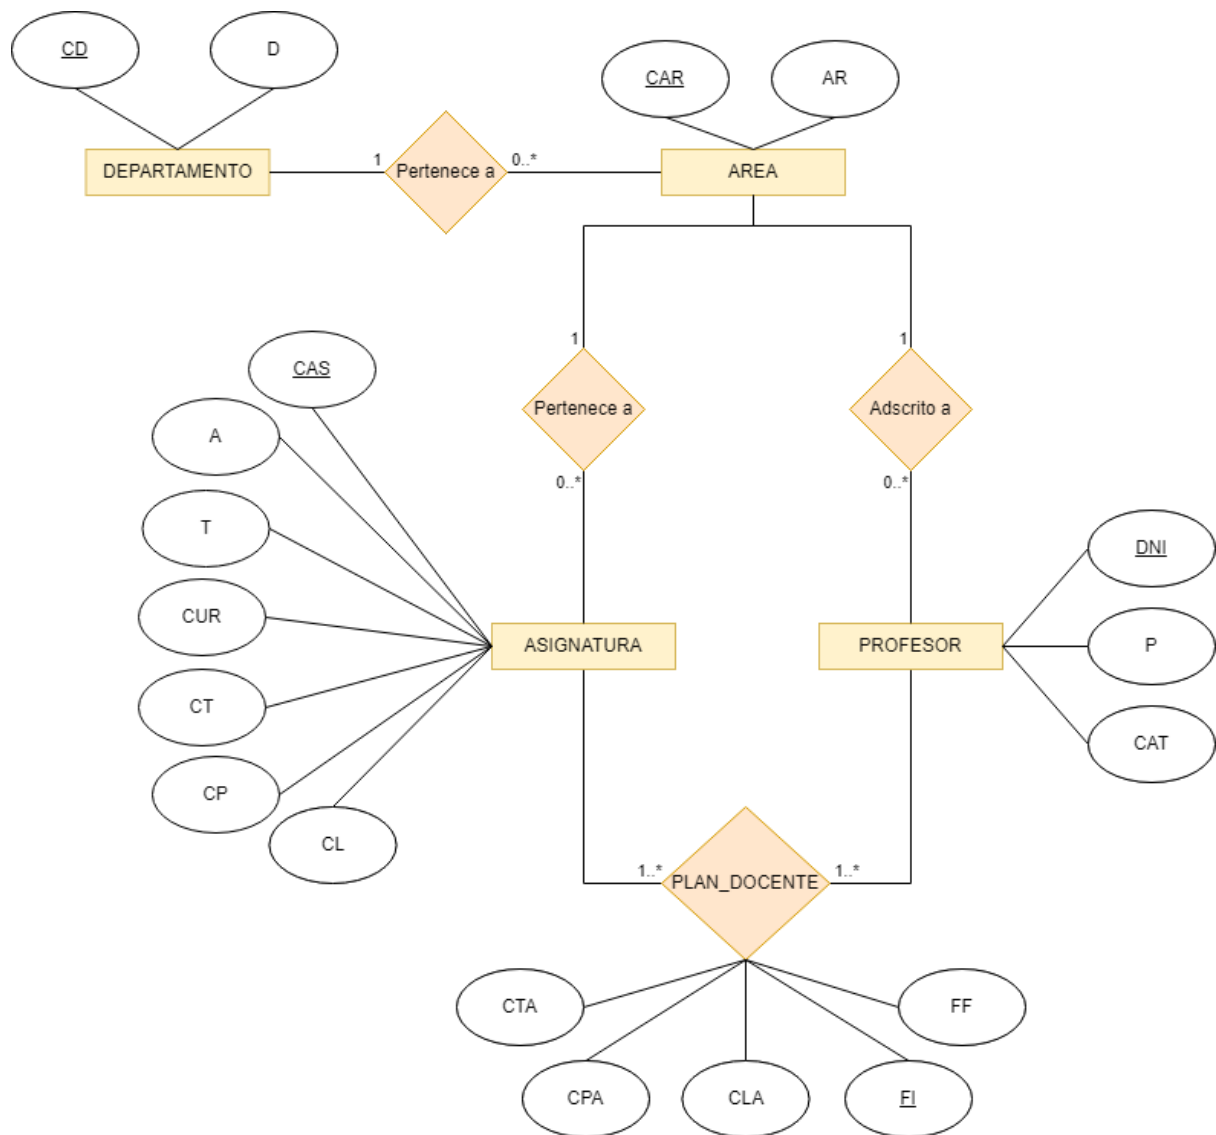 CD
D
CAR
AR
DEPARTAMENTO
1
Pertenece a
0..*
AREA
1
1
CAS
Pertenece a
Adscrito a
A
0..*
0..*
T
DNI
CUR
ASIGNATURA
PROFESOR
P
CT
CAT
CP
CL
1..*
PLAN_DOCENTE
1..*
CTA
FF
CPA
CLA
FI